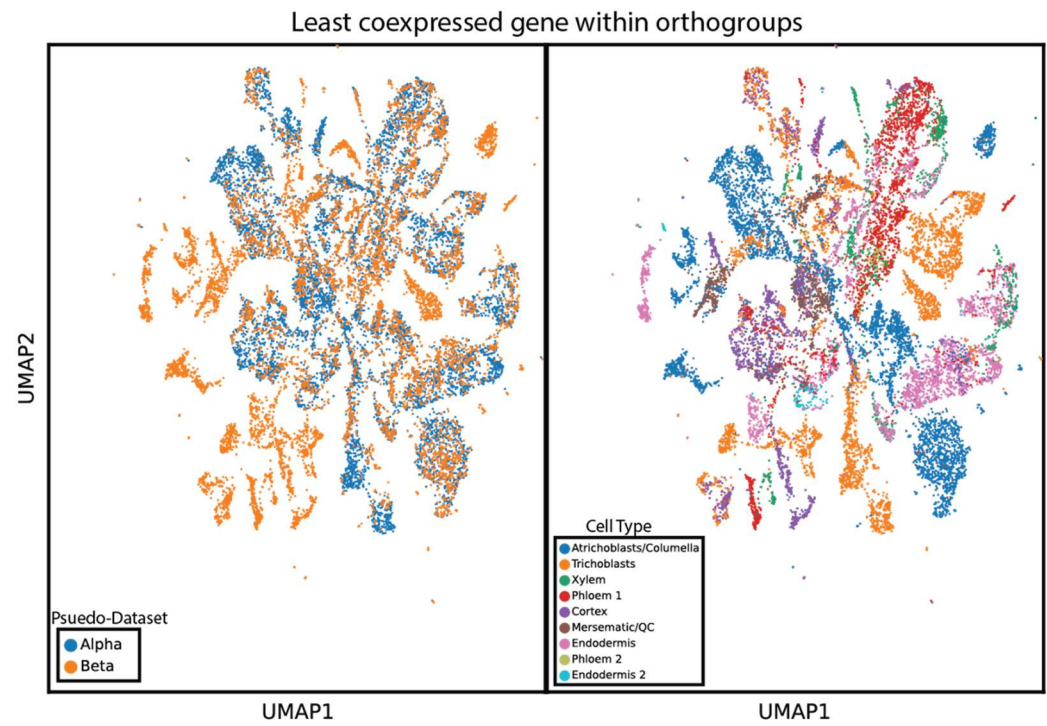 Least coexpressed gene within orthogroups
UMAP2
Psuedo-Dataset
Alpha
Beta
UMAP1
Cell Type
Atrichoblasts/Columella
Trichoblasts
Xylem
Phloem 1
Cortex
Mersematic/QC
Endodermis
Phloem 2
Endodermis 2
UMAP1